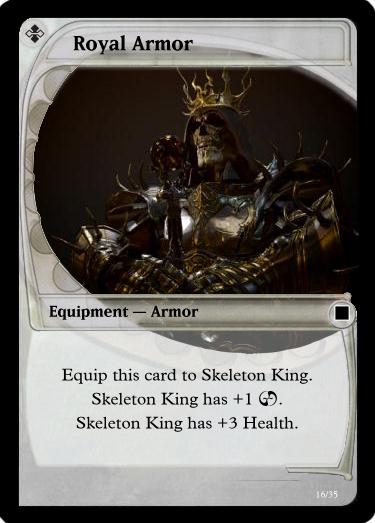 Royal Armor
Equipment — Armor
Equip this card to Skeleton King.
Skeleton King has +1 .
Skeleton King has +3 Health.
16/35